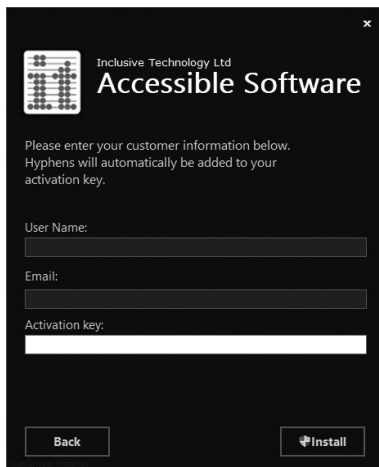 ×
Inclusive Technology Ltd
Accessible Software
Please enter your customer information below.
Hyphens will automatically be added to your
activation key.
User Name:
Email:
Activation key:
Back
Install